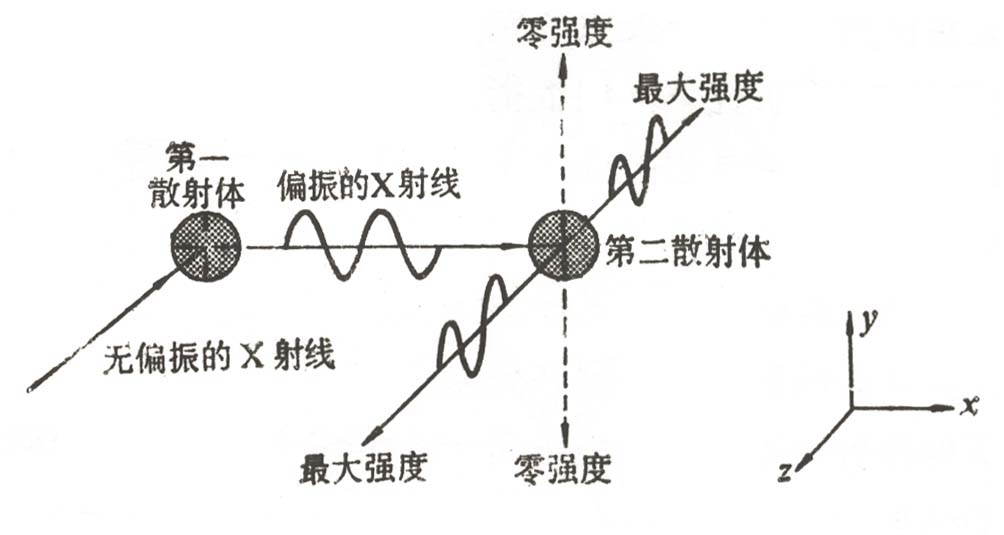 零强度
最大强度
第一
散射体
偏振的X射线
第二散射体
无偏振的X射线
y
x
z
最大强度
零强度